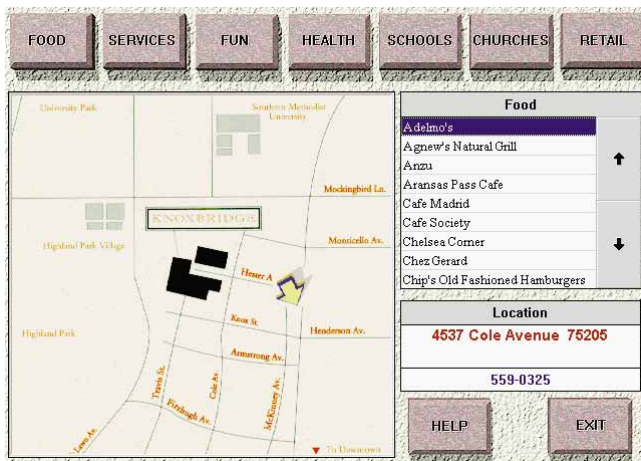 FOOD
SERVICES
FUN
HEALTH
SCHOOLS
CHURCHES
RETAIL
University Park
Southern Methodist
University
Mockingbird Ln.
KNOXBRIDGE
Monticello Av.
Highland Park Village
Hester A
Knox St.
Henderson Av.
Highland Park
Armstrong Av.
Travis St.
Cole Av.
McKinney Av.
Fitzhugh Av.
Lawn Av.
To Downtown
Food
Adelmo's
Agnew's Natural Grill
Anzu
Aransas Pass Cafe
Cafe Madrid
Cafe Society
Chelsea Corner
Chez Gerard
Chip's Old Fashioned Hamburgers
Location
4537 Cole Avenue 75205
559-0325
HELP
EXIT